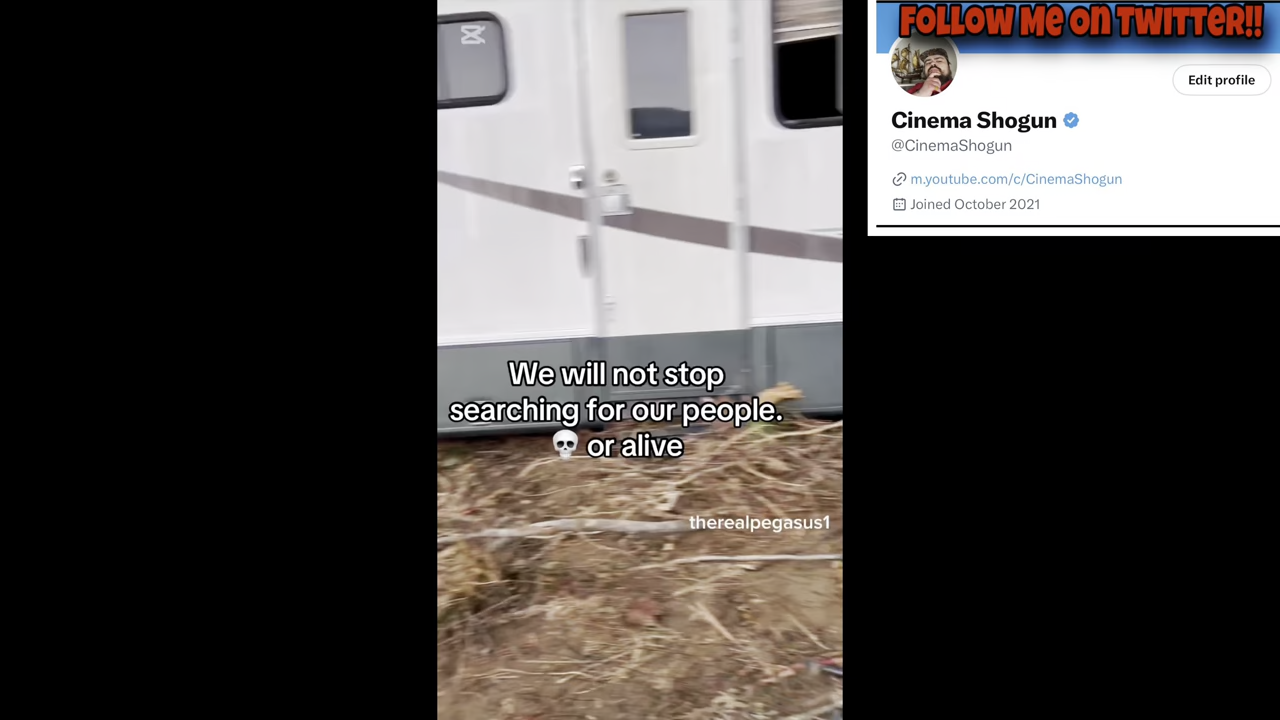 We will not stop
searching for our people.
💀 or alive
therealpegasus1
FOLLOW Me on TWITTeR!!
Edit profile
Cinema Shogun
@CinemaShogun
m.youtube.com/c/CinemaShogun
Joined October 2021